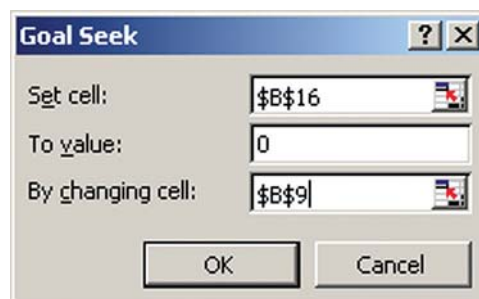 Goal Seek ? X
Set cell: $B$16
To value: 0
By changing cell: $B$9
OK Cancel